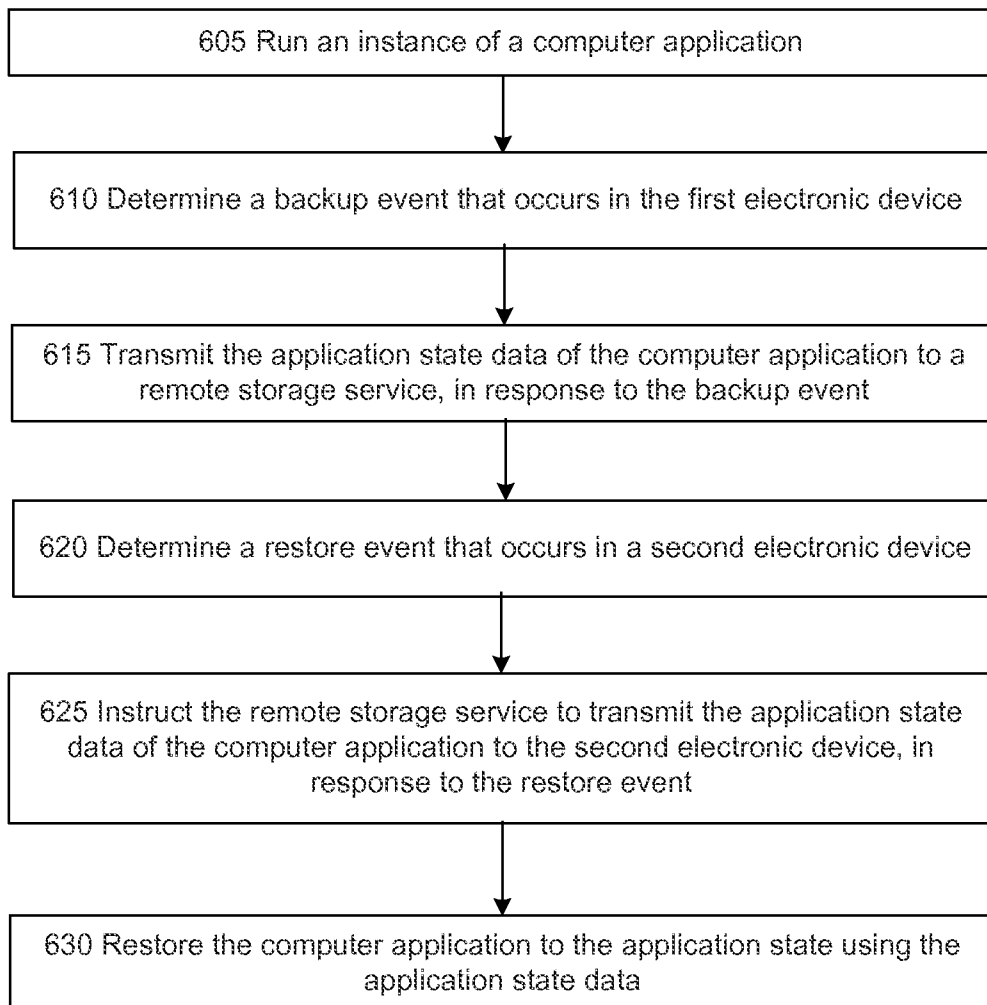 605 Run an instance of a computer application
610 Determine a backup event that occurs in the first electronic device
615 Transmit the application state data of the computer application to a
remote storage service, in response to the backup event
620 Determine a restore event that occurs in a second electronic device
625 Instruct the remote storage service to transmit the application state
data of the computer application to the second electronic device, in
response to the restore event
630 Restore the computer application to the application state using the
application state data